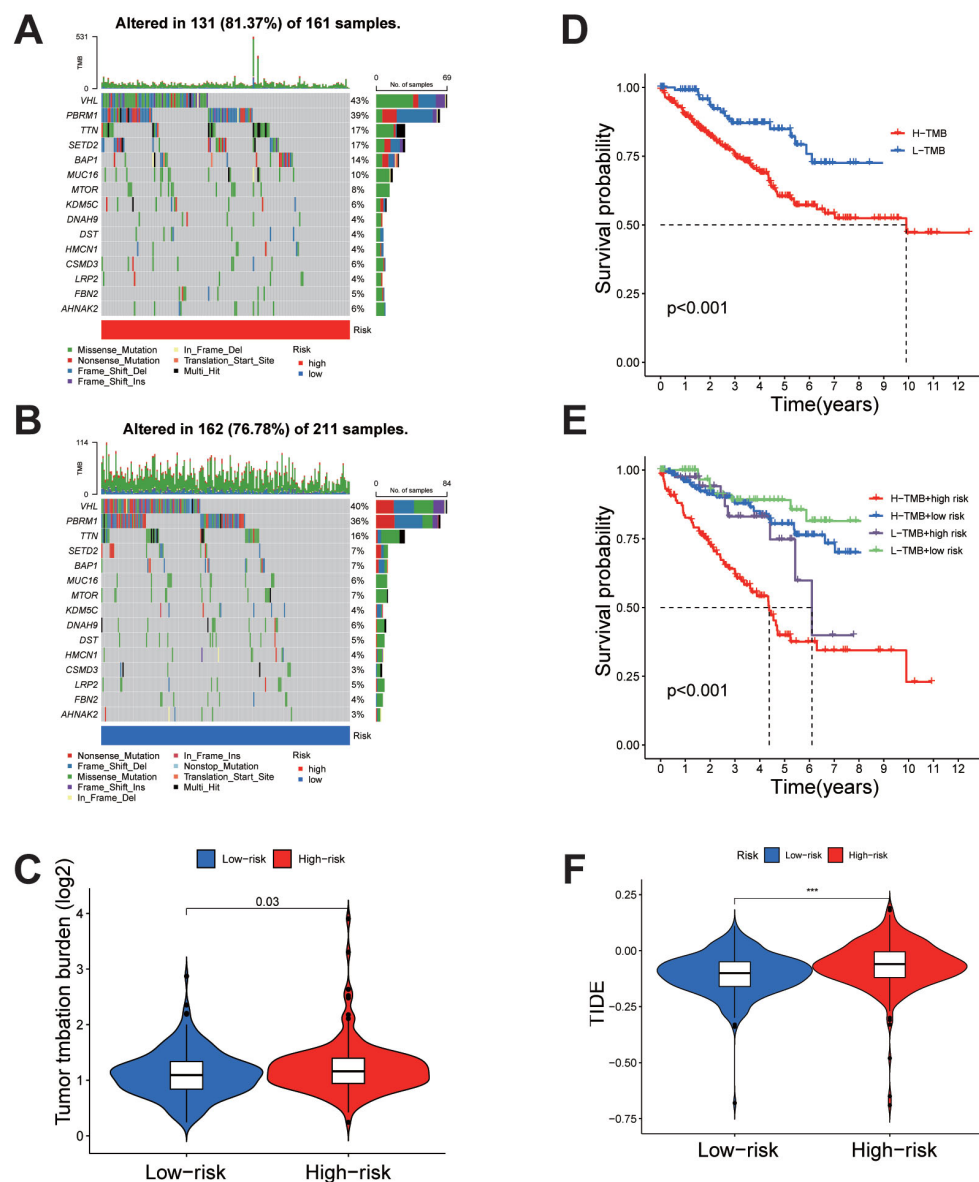 A
Altered in 131 (81.37%) of 161 samples.
531
TMB
0
0 69
No. of samples
VHL 43%
PBRM1 39%
TTN 17%
SETD2 17%
BAP1 14%
MUC16 10%
MTOR 8%
KDM5C 6%
DNAH9 4%
DST 4%
HMCN1 4%
CSMD3 6%
LRP2 4%
FBN2 5%
AHNAK2 6%
Risk
Missense_Mutation In_Frame_Del Risk
Nonsense_Mutation Translation_Start_Site high
Frame_Shift_Del Multi_Hit low
Frame_Shift_Ins
B
Altered in 162 (76.78%) of 211 samples.
114
TMB
0
0 84
No. of samples
VHL 40%
PBRM1 36%
TTN 16%
SETD2 7%
BAP1 7%
MUC16 6%
MTOR 7%
KDM5C 4%
DNAH9 6%
DST 5%
HMCN1 4%
CSMD3 3%
LRP2 5%
FBN2 4%
AHNAK2 3%
Risk
Nonsense_Mutation In_Frame_Ins Risk
Frame_Shift_Del Nonstop_Mutation high
Missense_Mutation Translation_Start_Site low
Frame_Shift_Ins Multi_Hit
In_Frame_Del
C
Low−risk High−risk
Tumor tmbation burden (log2)
4
3
2
1
0
0.03
Low−risk High−risk
D
Survival probability
1.00
0.75
0.50
0.25
0.00
H−TMB
L−TMB
p<0.001
0 1 2 3 4 5 6 7 8 9 10 11 12
Time(years)
E
Survival probability
1.00
0.75
0.50
0.25
0.00
H−TMB+high risk
H−TMB+low risk
L−TMB+high risk
L−TMB+low risk
p<0.001
0 1 2 3 4 5 6 7 8 9 10 11 12
Time(years)
F
Risk Low−risk High−risk
TIDE
0.25
0.00
−0.25
−0.50
−0.75
***
Low−risk High−risk